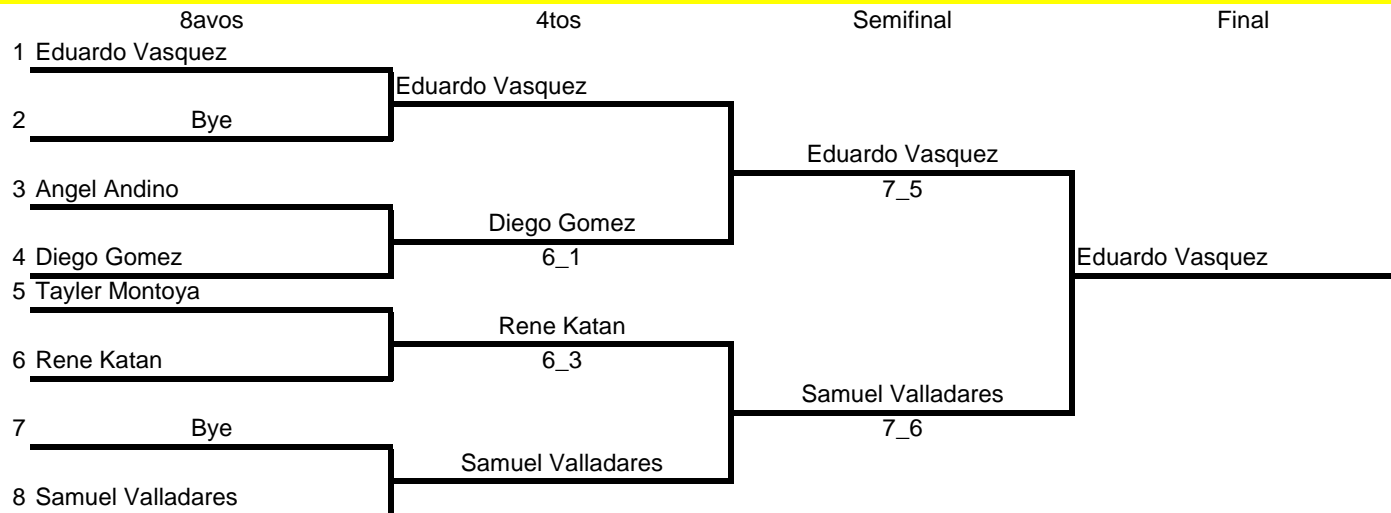 8avos 4tos Semifinal Final
1 Eduardo Vasquez
Eduardo Vasquez
2 Bye
Eduardo Vasquez
3 Angel Andino
7_5
Diego Gomez
4 Diego Gomez
6_1
Eduardo Vasquez
5 Tayler Montoya
Rene Katan
6 Rene Katan
6_3
Samuel Valladares
7 Bye
7_6
Samuel Valladares
8 Samuel Valladares